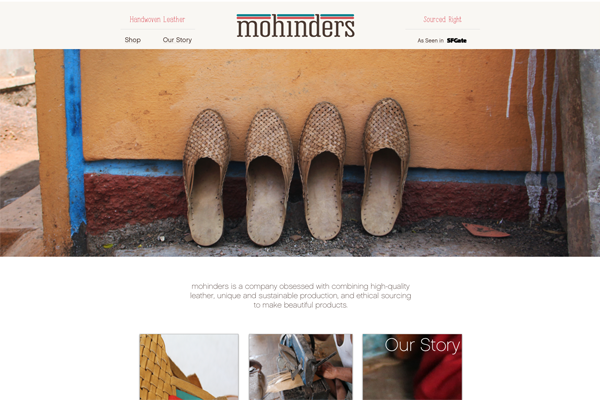 Handwoven Leather
Sourced Right
mohinders
Shop
Our Story
As Seen in SFGate
mohinders is a company obsessed with combining high-quality
leather, unique and sustainable production, and ethical sourcing
to make beautiful products.
Our Story